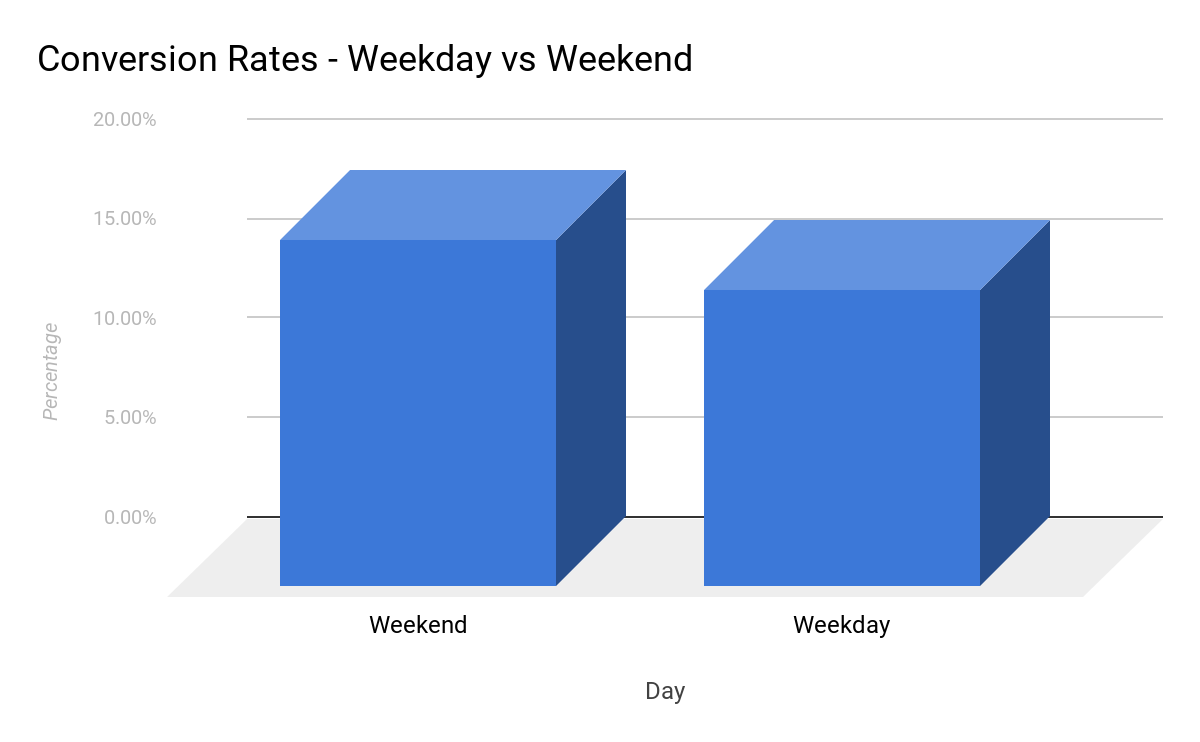 Conversion Rates - Weekday vs Weekend
20.00%
15.00%
10.00%
5.00%
0.00%
Percentage
Weekend
Weekday
Day